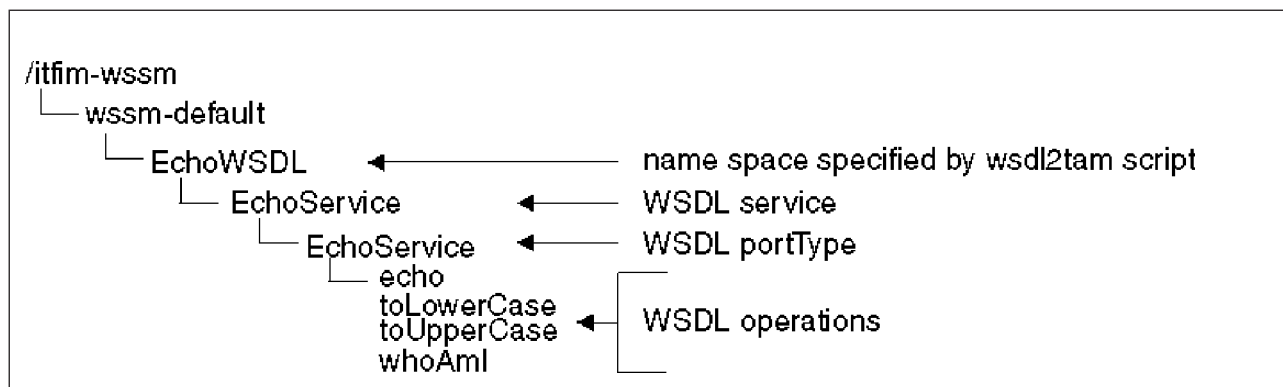 /itfim-wssm
wssm-default
EchoWSDL
name space specified by wsdl2tam script
EchoService
WSDL service
EchoService
WSDL portType
echo
toLowerCase
toUpperCase
whoAmI
WSDL operations